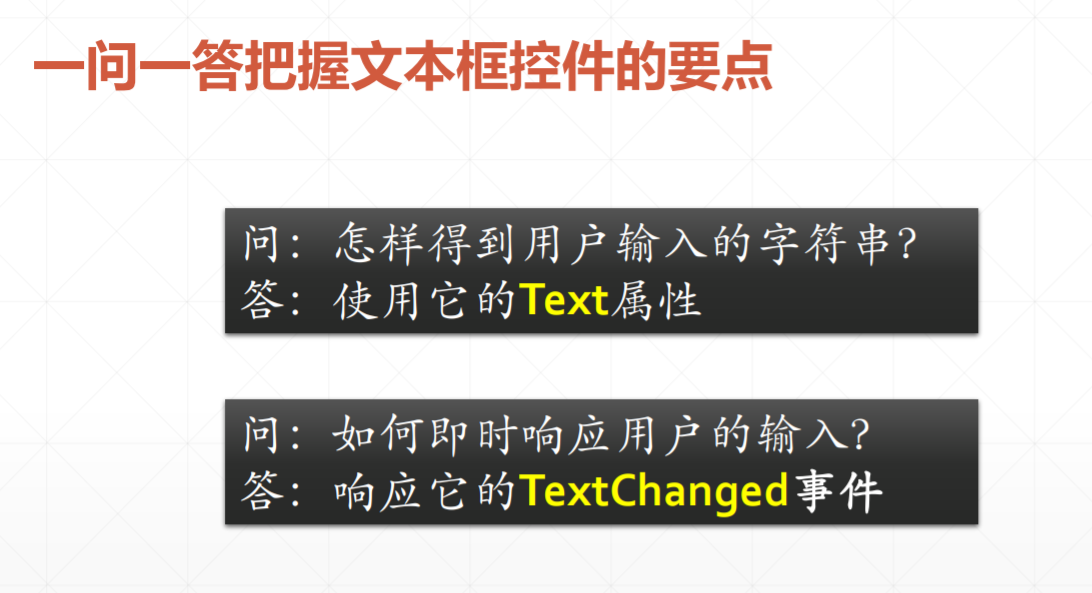 一问一答把握文本框控件的要点
问：怎样得到用户输入的字符串？
答：使用它的Text属性
问：如何即时响应用户的输入？
答：响应它的TextChanged事件